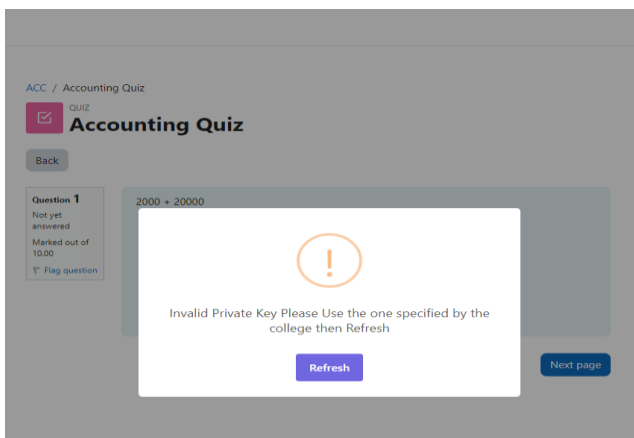 ACC / Accounting Quiz
QUIZ
Accounting Quiz
Back
Question 1
Not yet
answered
Marked out of
10.00
Flag question
2000 + 20000
Invalid Private Key Please Use the one specified by the
college then Refresh
Refresh
Next page